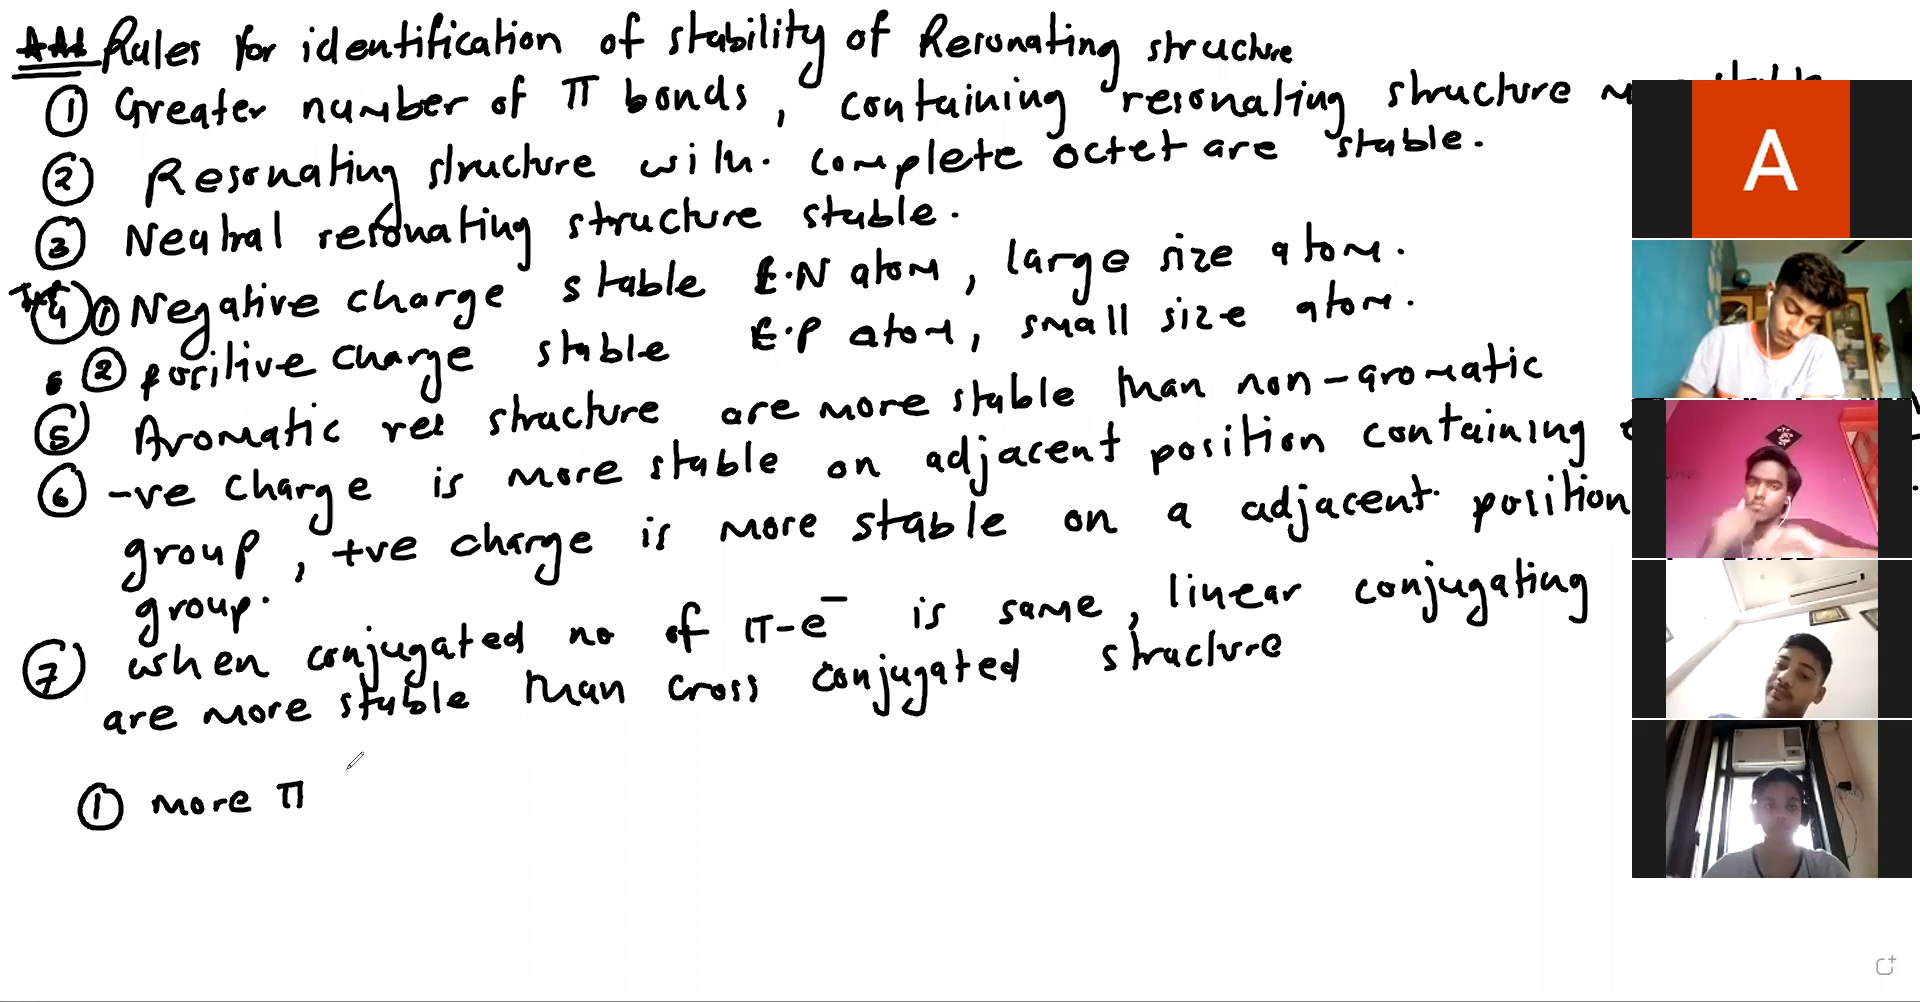 Rules for identification of stability of Resonating structure
① Greater number of π bonds, containing resonating structure
② Resonating structure with. complete octet are stable.
③ Neutral resonating structure stable.
④ ① Negative charge stable E.N atom, large size atom.
② positive charge stable E.P atom, small size atom.
⑤ Aromatic res structure are more stable than non-aromatic
⑥ -ve charge is more stable on adjacent position containing
group, +ve charge is more stable on a adjacent position
group.
⑦ when conjugated no of π-e⁻ is same, linear conjugating
are more stable than cross conjugated structure
① more π
A